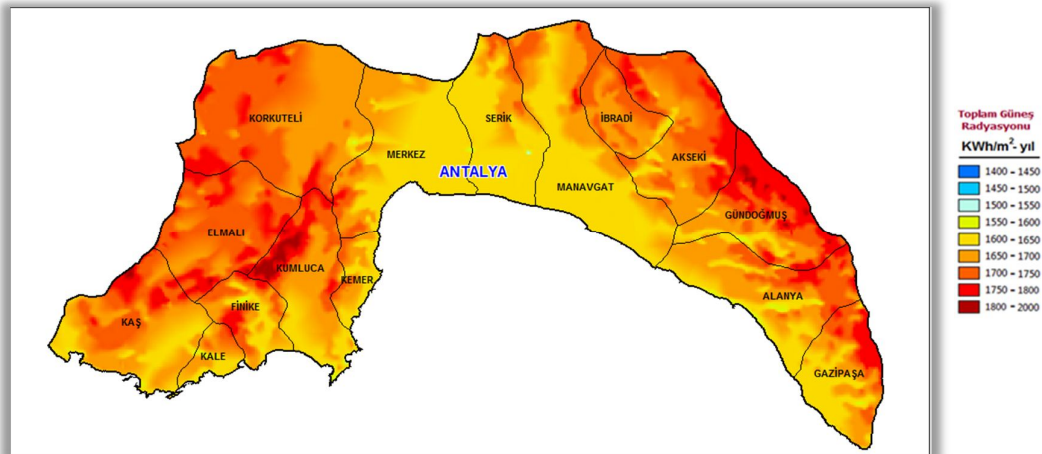 KORKUTELİ
MERKEZ
SERİK
İBRADİ
AKSEKİ
ANTALYA
MANAVGAT
GÜNDOĞMUŞ
ELMALI
KUMLUCA
KEMER
ALANYA
KAŞ
FİNİKE
KALE
GAZİPAŞA
Toplam Güneş
Radyasyonu
KWh/m²- yıl
1400 - 1450
1450 - 1500
1500 - 1550
1550 - 1600
1600 - 1650
1650 - 1700
1700 - 1750
1750 - 1800
1800 - 2000